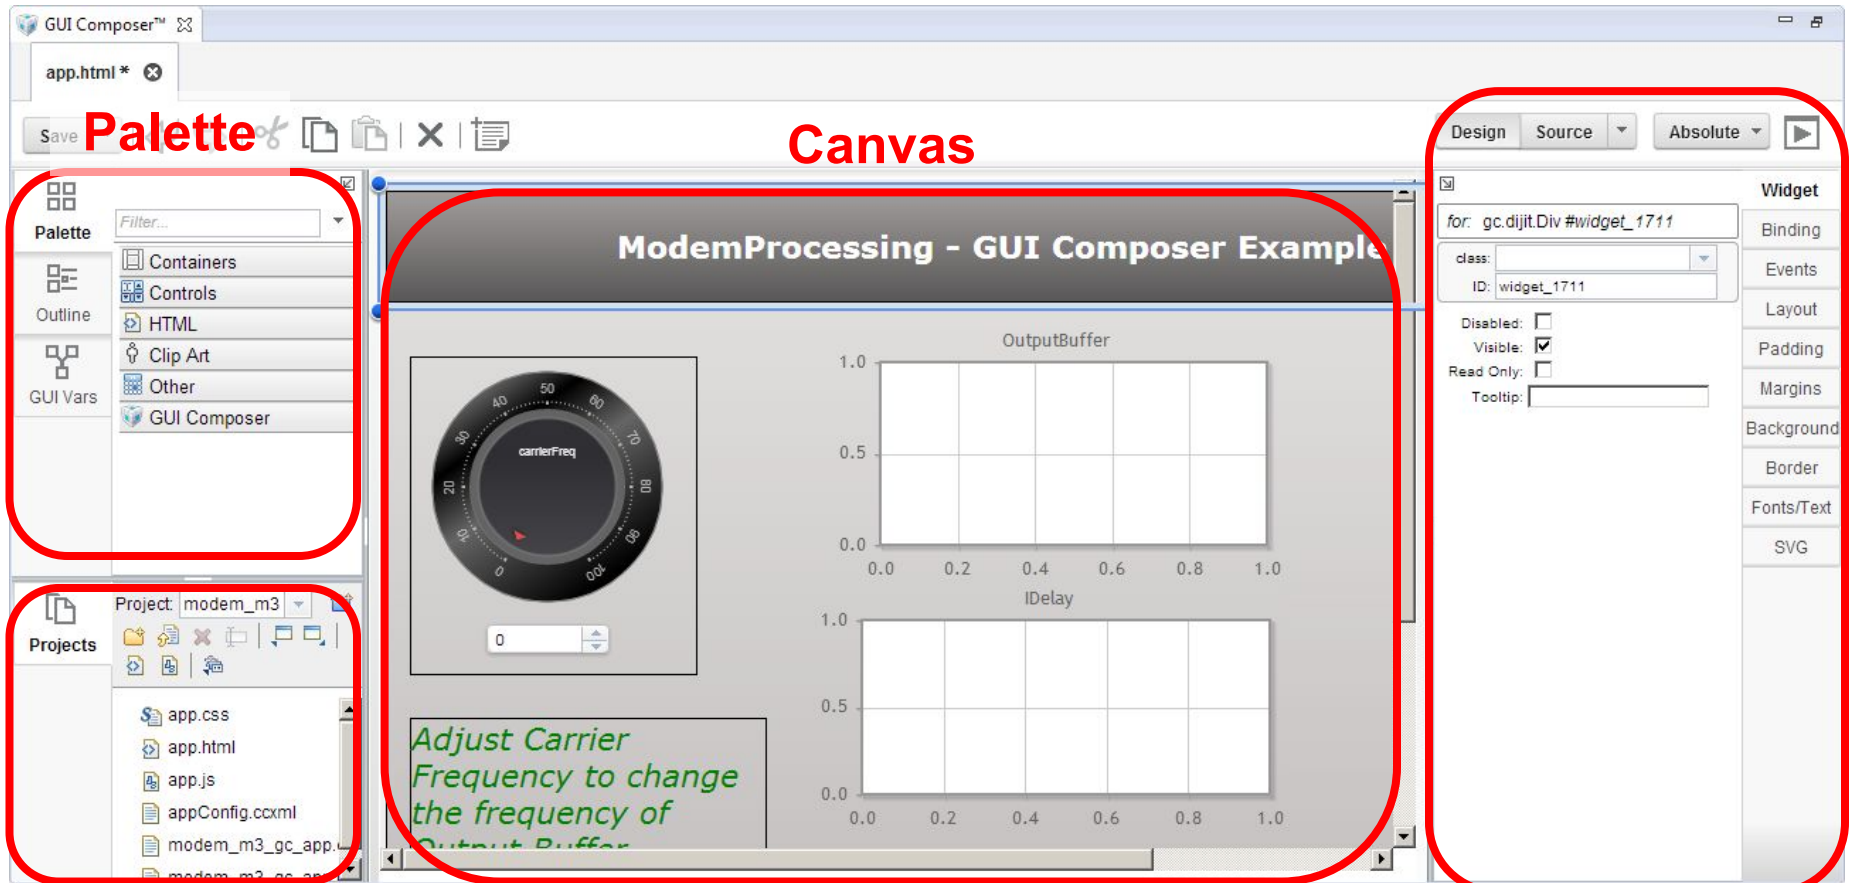 GUI Composer™
app.html *
Save
Palette
Canvas
Design
Source
Absolute
Palette
Outline
GUI Vars
Filter...
Containers
Controls
HTML
Clip Art
Other
GUI Composer
Projects
Project:
modem_m3
app.css
app.html
app.js
appConfig.ccxml
modem_m3_gc_app.
ModemProcessing - GUI Composer Example
0
10
20
30
40
50
60
70
80
90
100
carrierFreq
0
Adjust Carrier
Frequency to change
the frequency of
Output Buffer
OutputBuffer
1.0
0.5
0.0
0.0 0.2 0.4 0.6 0.8 1.0
IDelay
1.0
0.5
0.0
0.0 0.2 0.4 0.6 0.8 1.0
for: gc.dijit.Div #widget_1711
class:
ID: widget_1711
Disabled:
Visible:
Read Only:
Tooltip:
Widget
Binding
Events
Layout
Padding
Margins
Background
Border
Fonts/Text
SVG